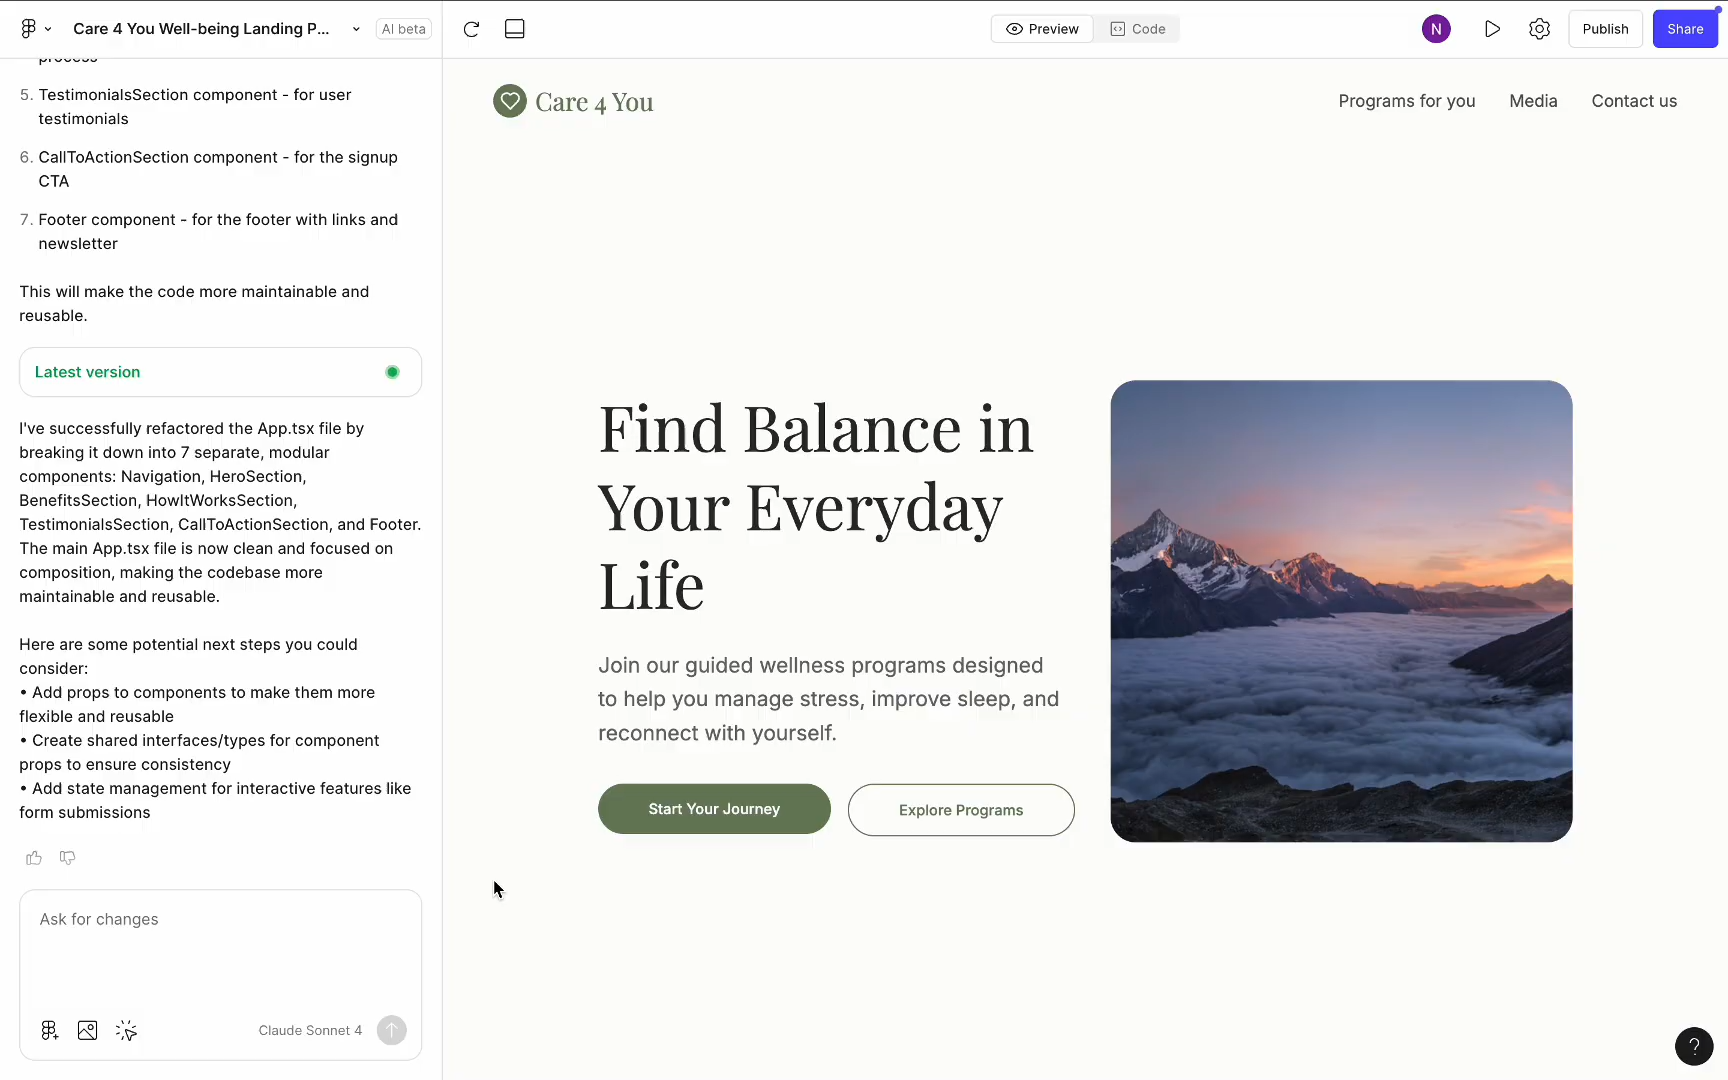 Care 4 You Well-being Landing P...
AI beta
Preview
Code
N
Publish
Share
process
5. TestimonialsSection component - for user
testimonials
6. CallToActionSection component - for the signup
CTA
7. Footer component - for the footer with links and
newsletter
This will make the code more maintainable and
reusable.
Latest version
I've successfully refactored the App.tsx file by
breaking it down into 7 separate, modular
components: Navigation, HeroSection,
BenefitsSection, HowItWorksSection,
TestimonialsSection, CallToActionSection, and Footer.
The main App.tsx file is now clean and focused on
composition, making the codebase more
maintainable and reusable.
Here are some potential next steps you could
consider:
• Add props to components to make them more
flexible and reusable
• Create shared interfaces/types for component
props to ensure consistency
• Add state management for interactive features like
form submissions
Ask for changes
Claude Sonnet 4
Care 4 You
Programs for you
Media
Contact us
Find Balance in
Your Everyday
Life
Join our guided wellness programs designed
to help you manage stress, improve sleep, and
reconnect with yourself.
Start Your Journey
Explore Programs
?